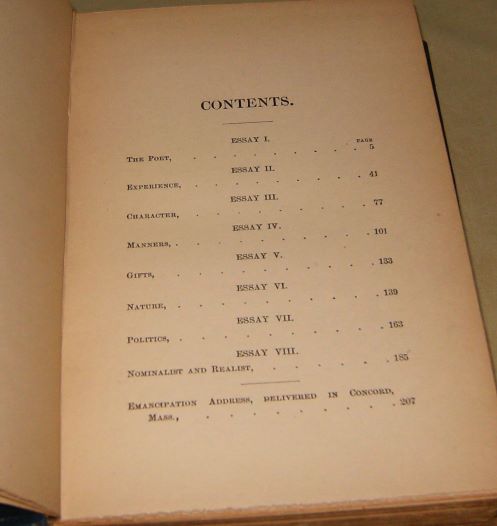 CONTENTS.
ESSAY I.
PAGE
THE POET, . . . . . . . . 5
ESSAY II.
EXPERIENCE, . . . . . . . . 41
ESSAY III.
CHARACTER, . . . . . . . . 77
ESSAY IV.
MANNERS, . . . . . . . . . 101
ESSAY V.
GIFTS, . . . . . . . . . 133
ESSAY VI.
NATURE, . . . . . . . . . 139
ESSAY VII.
POLITICS, . . . . . . . . . 163
ESSAY VIII.
NOMINALIST AND REALIST, . . . . . . 185
EMANCIPATION ADDRESS, DELIVERED IN CONCORD,
MASS., . . . . . . . . . 207